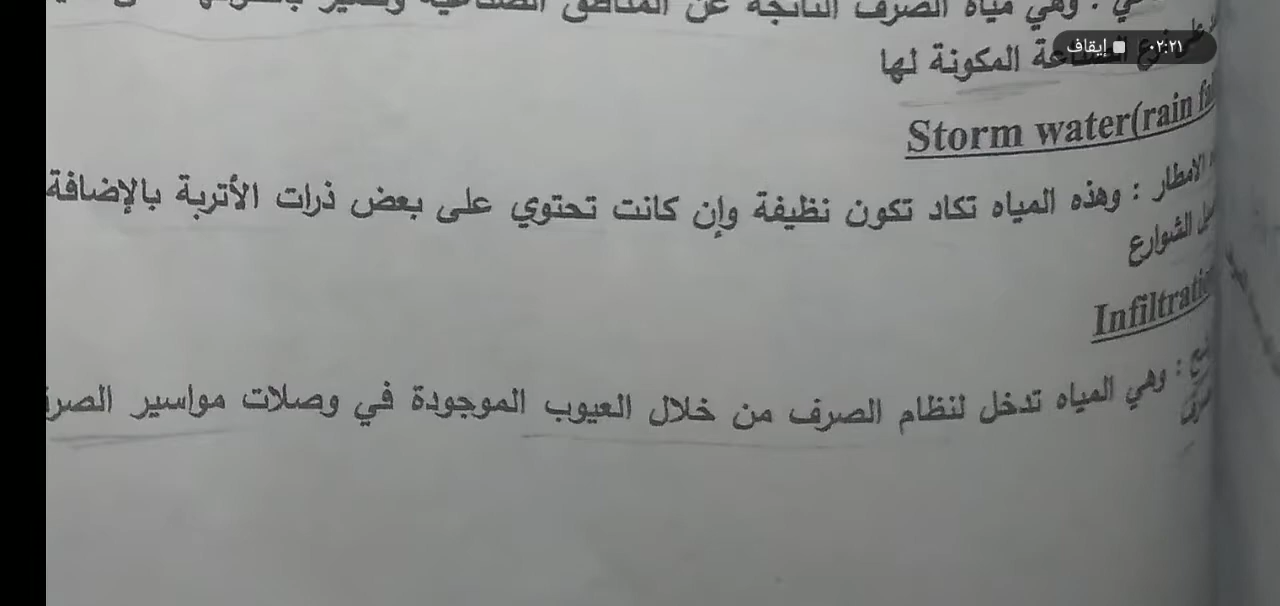 وهي مياه الصرف الناتجة عن المناطق الصناعية
٠٢:٢١ إيقاف
المكونة لها
Storm water(rain
الامطار : وهذه المياه تكاد تكون نظيفة وإن كانت تحتوي على بعض ذرات الأتربة بالإضافة
الشوارع
: وهي المياه تدخل لنظام الصرف من خلال العيوب الموجودة في وصلات مواسير